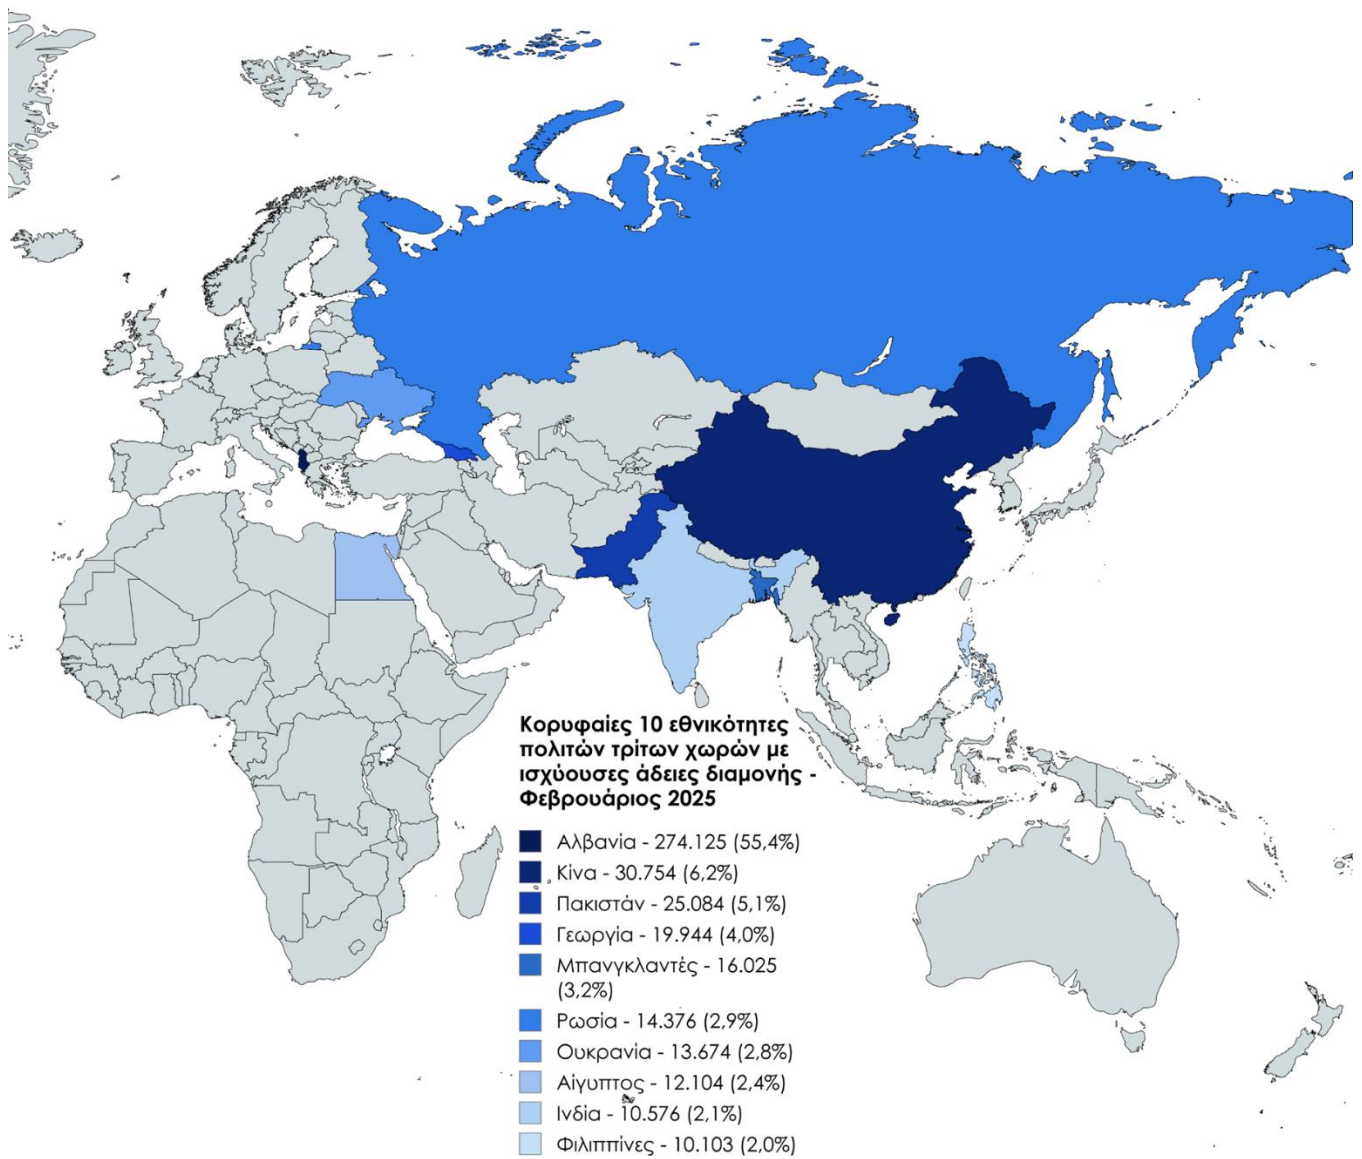 Κορυφαίες 10 εθνικότητες
πολιτών τρίτων χωρών με
ισχύουσες άδειες διαμονής -
Φεβρουάριος 2025
Αλβανία - 274.125 (55,4%)
Κίνα - 30.754 (6,2%)
Πακιστάν - 25.084 (5,1%)
Γεωργία - 19.944 (4,0%)
Μπανγκλαντές - 16.025
(3,2%)
Ρωσία - 14.376 (2,9%)
Ουκρανία - 13.674 (2,8%)
Αίγυπτος - 12.104 (2,4%)
Ινδία - 10.576 (2,1%)
Φιλιππίνες - 10.103 (2,0%)